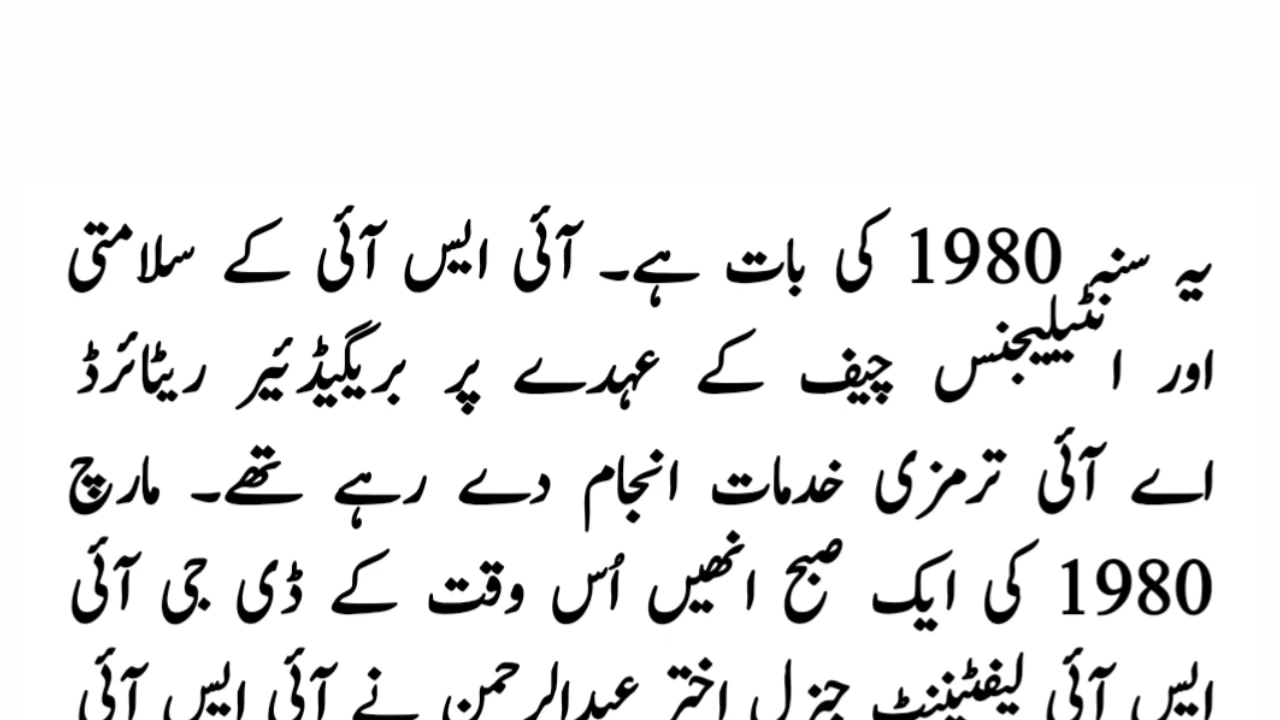 یہ سنہ 1980 کی بات ہے۔ آئی ایس آئی کے سلامتی
اور انٹیلیجنس چیف کے عہدے پر بریگیڈئیر ریٹائرڈ
اے آئی ترمزی خدمات انجام دے رہے تھے۔ مارچ
1980 کی ایک صبح انھیں اُس وقت کے ڈی جی آئی
ایس آئی لیفٹیننٹ جنرل اختر عبدالرحمن نے آئی ایس آئی